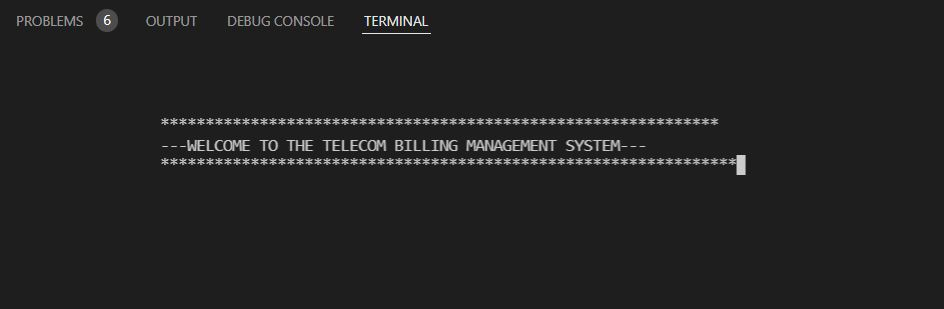 PROBLEMS 6 OUTPUT DEBUG CONSOLE TERMINAL
**************************************************************
---WELCOME TO THE TELECOM BILLING MANAGEMENT SYSTEM---
****************************************************************